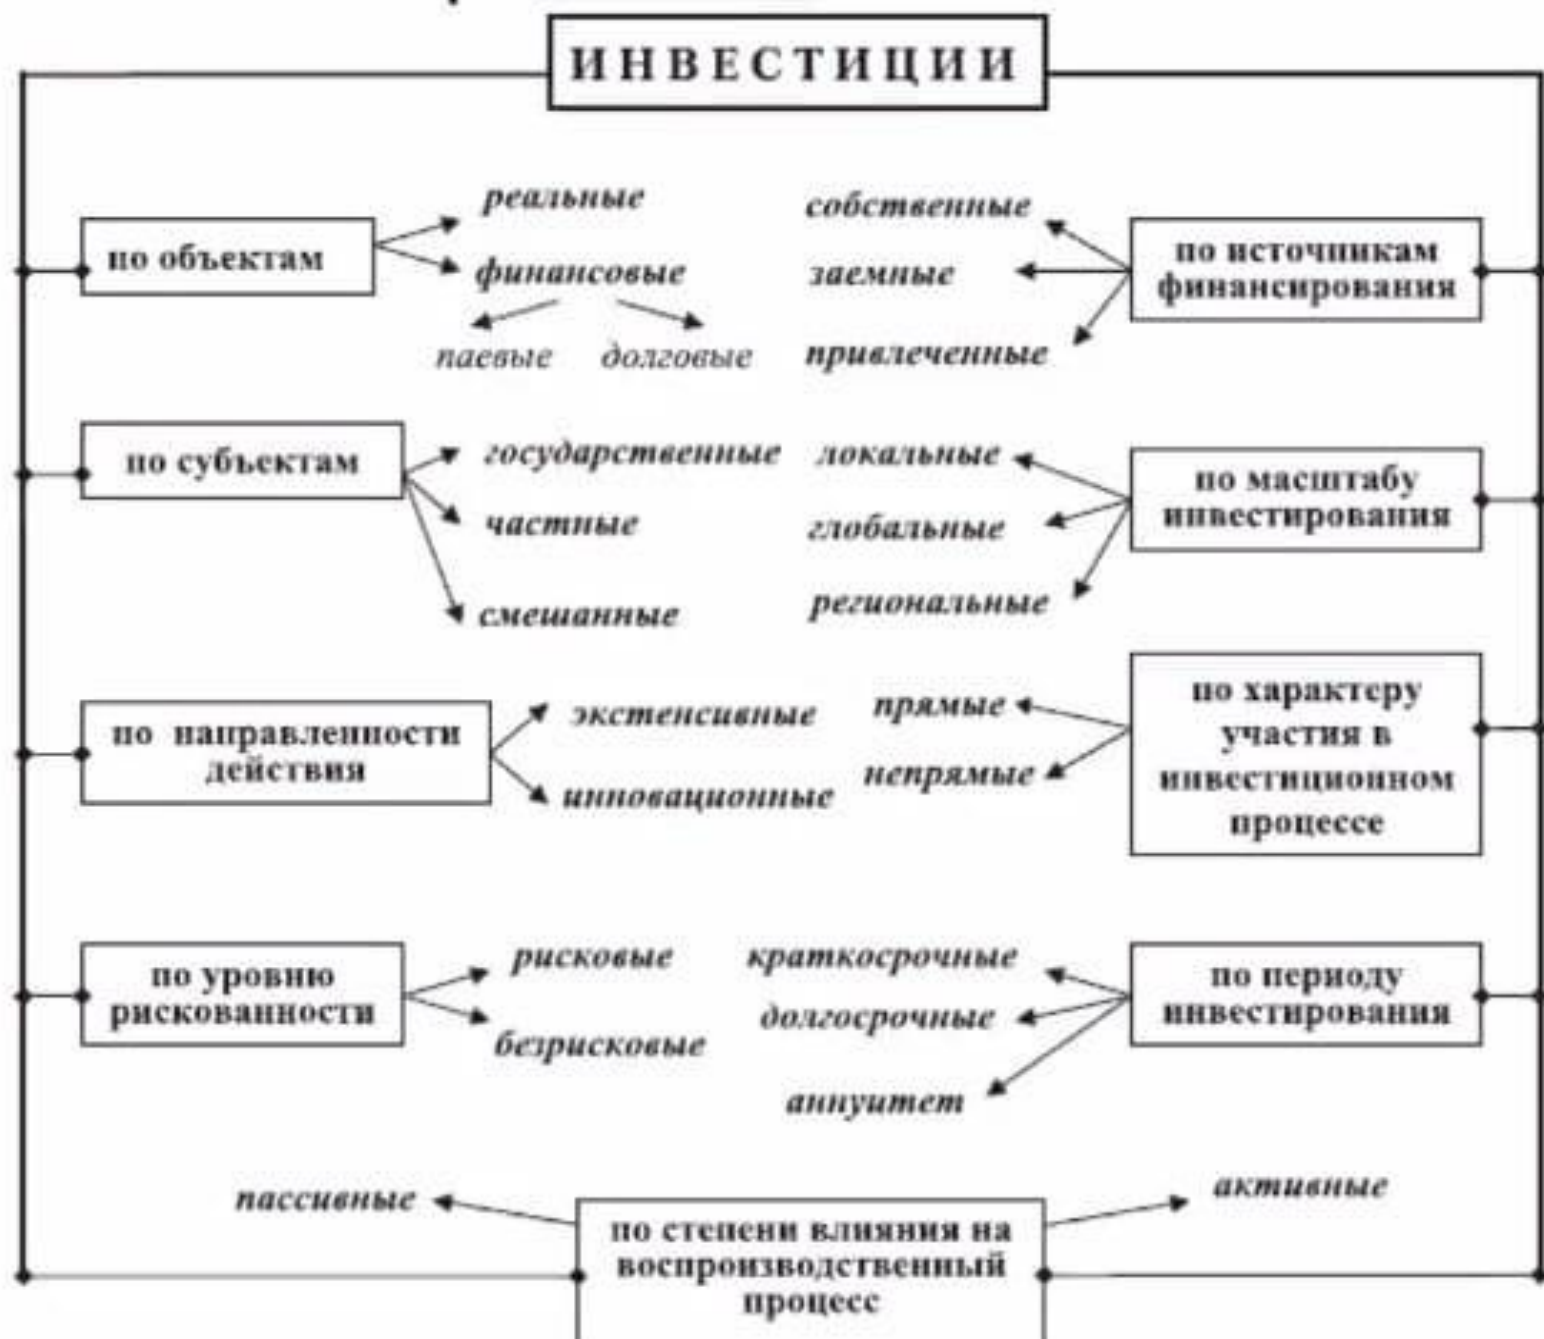 ИНВЕСТИЦИИ
по объектам
реальные
финансовые
паевые долговые
собственные
заемные
привлеченные
по источникам
финансирования
по субъектам
государственные
частные
смешанные
локальные
глобальные
региональные
по масштабу
инвестирования
по направленности
действия
экстенсивные
инновационные
прямые
непрямые
по характеру
участия в
инвестиционном
процессе
по уровню
рискованности
рисковые
безрисковые
краткосрочные
долгосрочные
аннуитет
по периоду
инвестирования
пассивные
по степени влияния на
воспроизводственный
процесс
активные